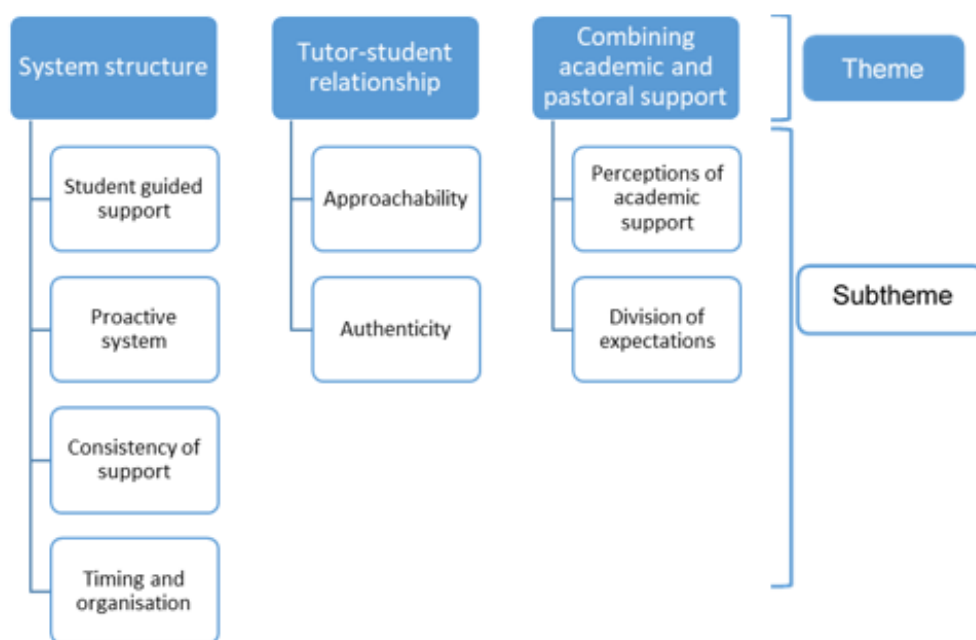 System structure
Tutor-student
relationship
Combining
academic and
pastoral support
Theme
Student guided
support
Approachability
Perceptions of
academic
support
Subtheme
Proactive
system
Authenticity
Division of
expectations
Consistency of
support
Timing and
organisation